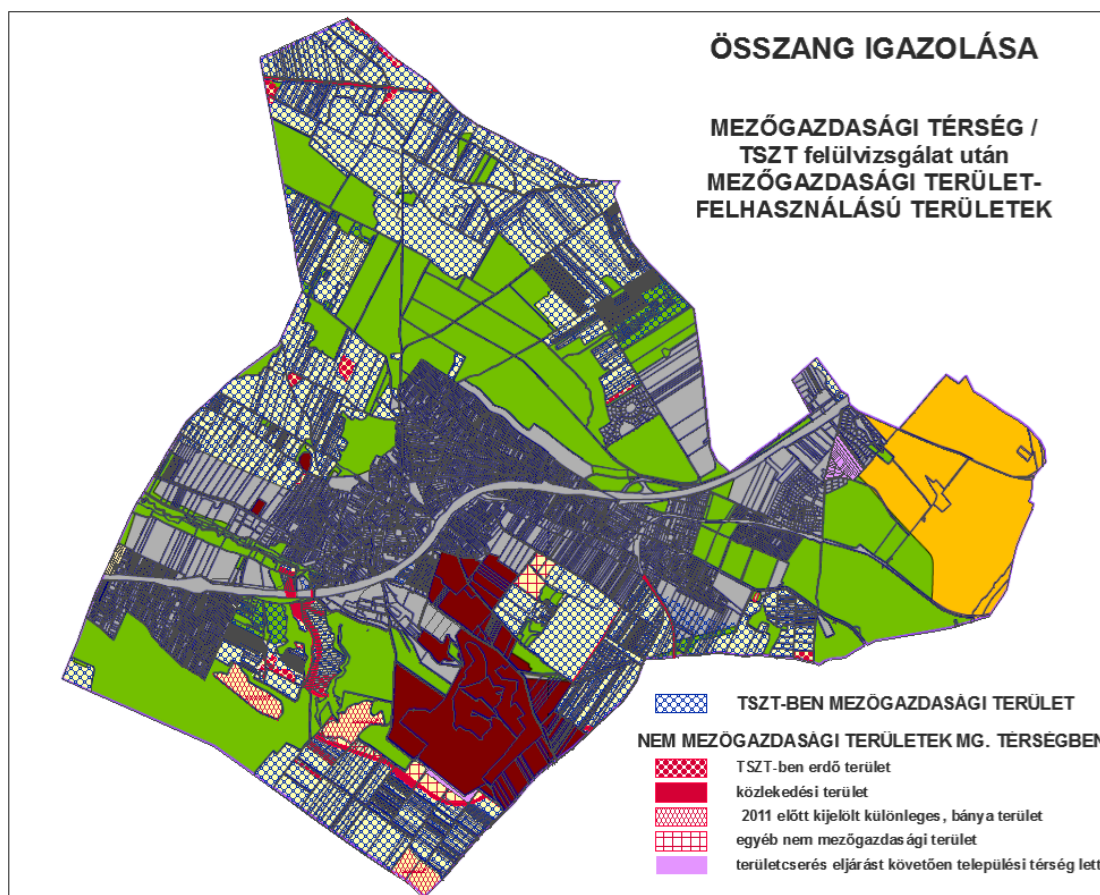 ÖSSZANG IGAZOLÁSA
MEZŐGAZDASÁGI TÉRSÉG /
TSZT felülvizsgálat után
MEZŐGAZDASÁGI TERÜLET-
FELHASZNÁLÁSÚ TERÜLETEK
TSZT-BEN MEZŐGAZDASÁGI TERÜLET
NEM MEZŐGAZDASÁGI TERÜLETEK MG. TÉRSÉGBEN
TSZT-ben erdő terület
közlekedési terület
2011 előtt kijelölt különleges, bánya terület
egyéb nem mezőgazdasági terület
területcserés eljárást követően települési térség lett